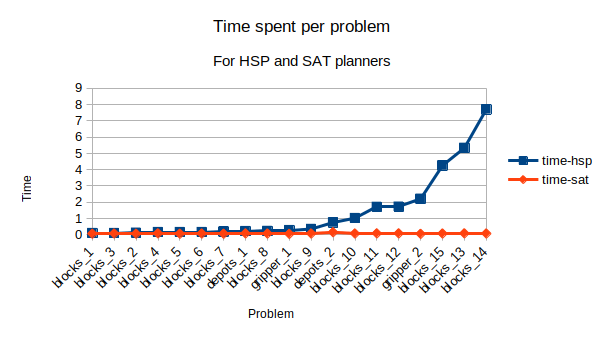 Time spent per problem
For HSP and SAT planners
9
8
7
6
5
4
3
2
1
0
Time
time-hsp
time-sat
blocks_1
blocks_3
blocks_2
blocks_4
blocks_5
blocks_6
blocks_7
depots_1
blocks_8
gripper_1
blocks_9
depots_2
blocks_10
blocks_11
blocks_12
gripper_2
blocks_15
blocks_13
blocks_14
Problem